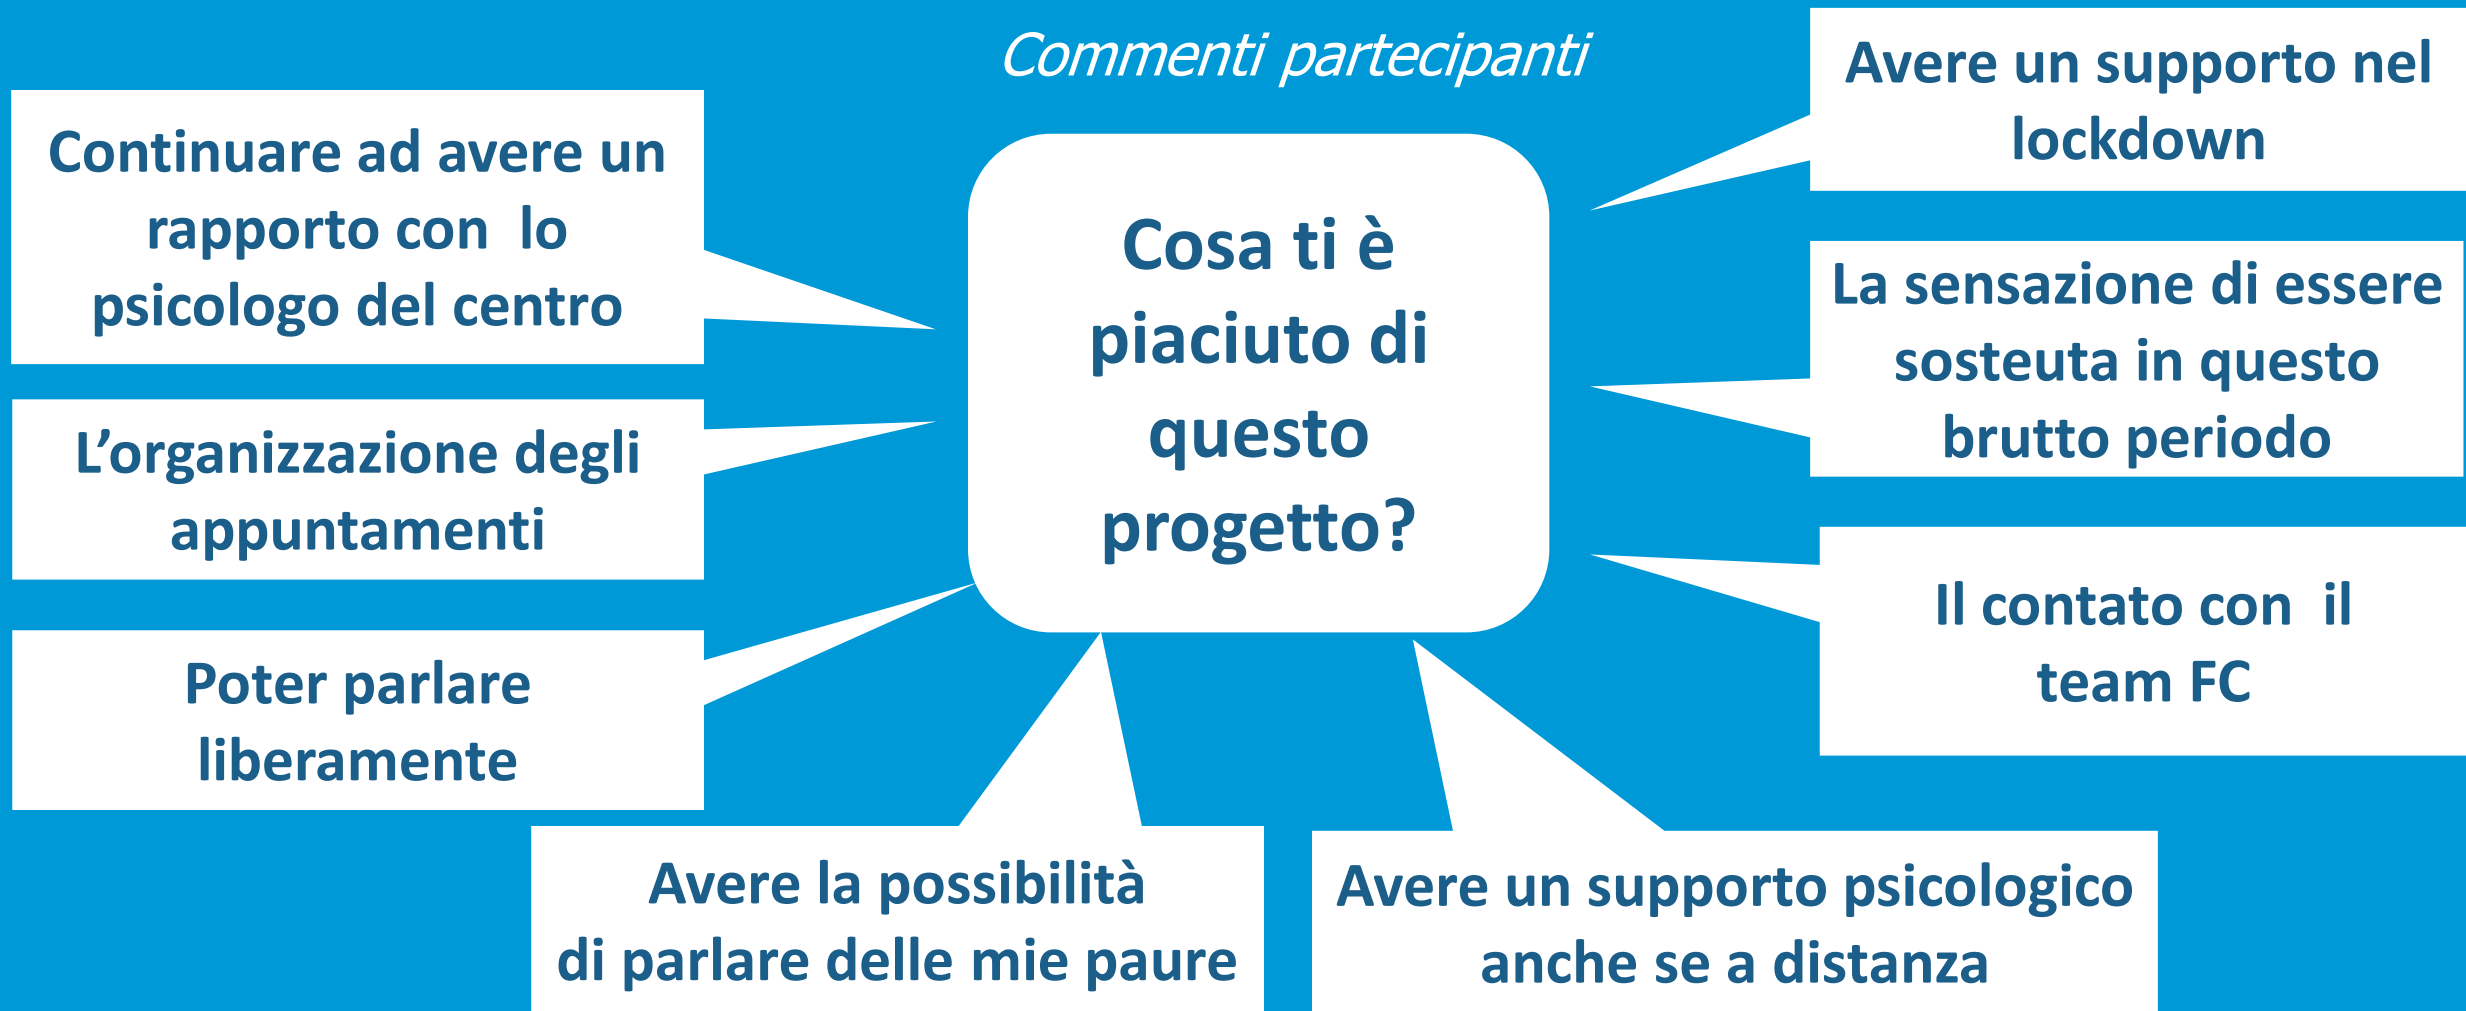 Commenti partecipanti
Continuare ad avere un
rapporto con lo
psicologo del centro
L'organizzazione degli
appuntamenti
Poter parlare
liberamente
Cosa ti è
piaciuto di
questo
progetto?
Avere un supporto nel
lockdown
La sensazione di essere
sosteuta in questo
brutto periodo
Il contato con il
team FC
Avere la possibilità
di parlare delle mie paure
Avere un supporto psicologico
anche se a distanza